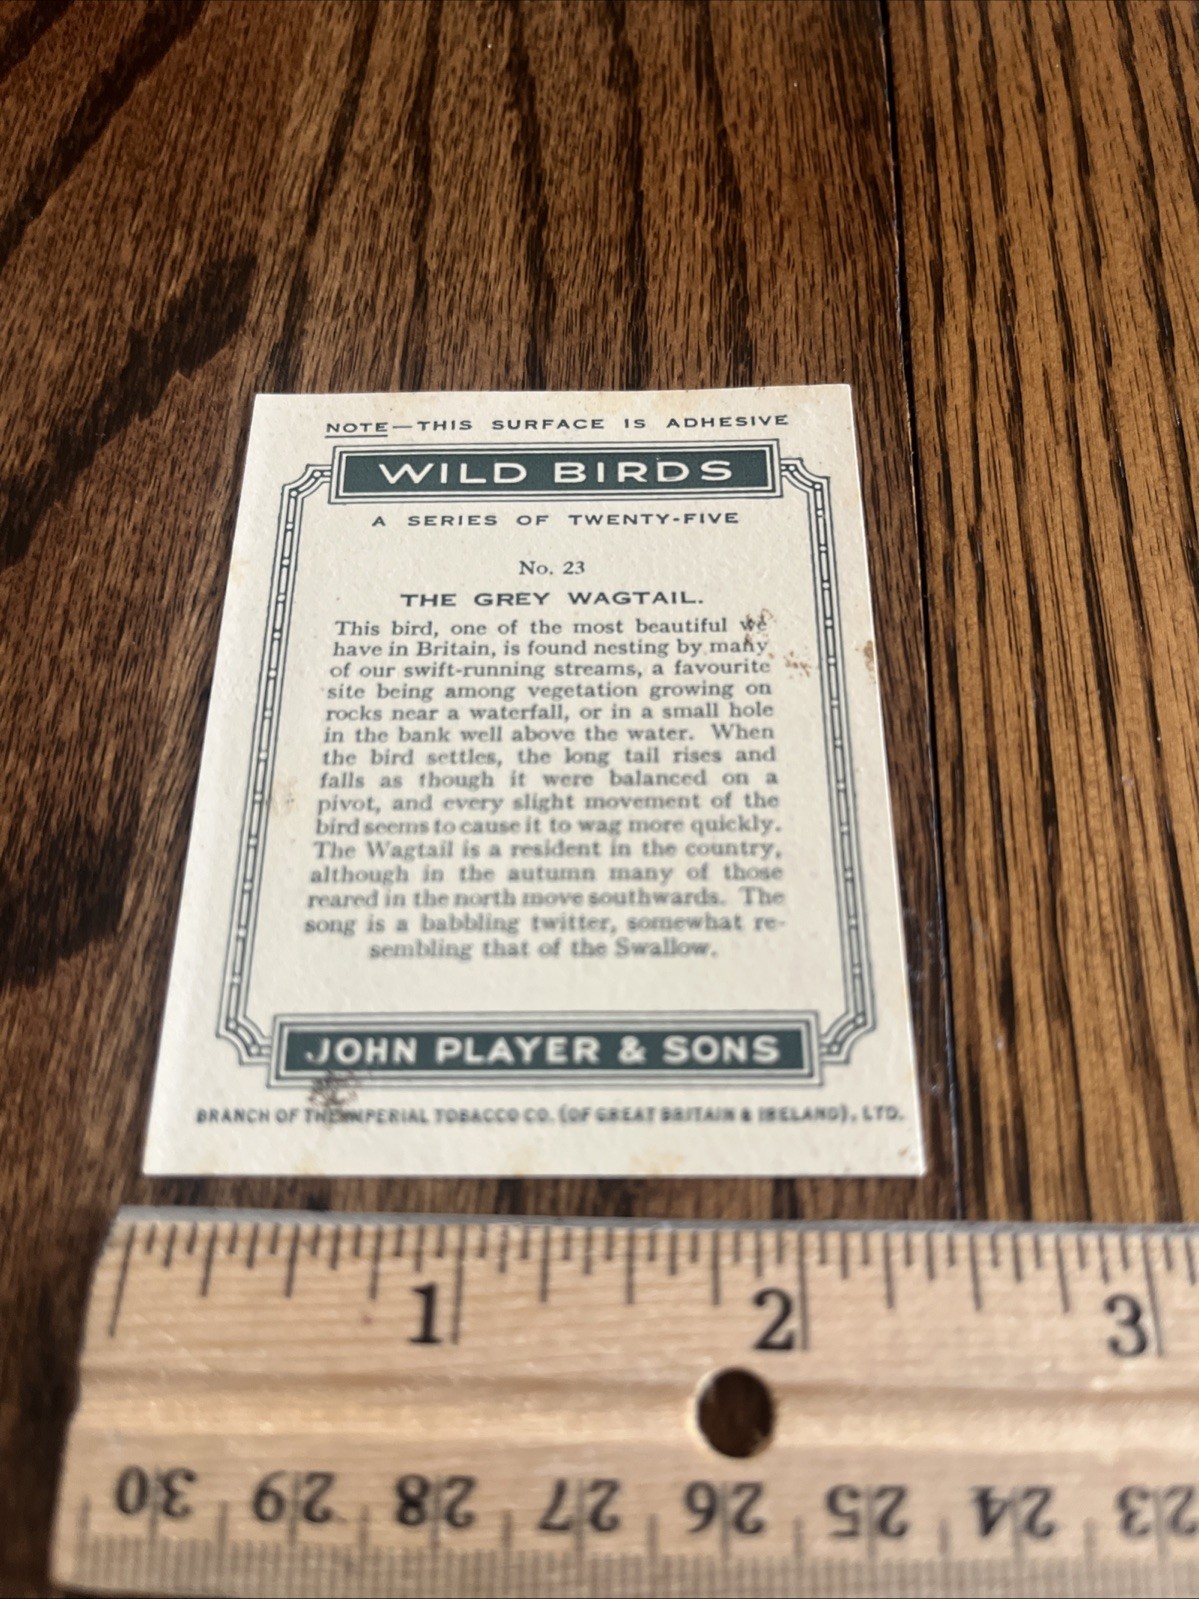 NOTE—THIS SURFACE IS ADHESIVE
WILD BIRDS
A SERIES OF TWENTY-FIVE
No. 23
THE GREY WAGTAIL.
This bird, one of the most beautiful we
have in Britain, is found nesting by many
of our swift-running streams, a favourite
site being among vegetation growing on
rocks near a waterfall, or in a small hole
in the bank well above the water. When
the bird settles, the long tail rises and
falls as though it were balanced on a
pivot, and every slight movement of the
bird seems to cause it to wag more quickly.
The Wagtail is a resident in the country,
although in the autumn many of those
reared in the north move southwards. The
song is a babbling twitter, somewhat re-
sembling that of the Swallow.
JOHN PLAYER & SONS
BRANCH OF THE IMPERIAL TOBACCO CO. (OF GREAT BRITAIN & IRELAND), LTD.
1 2 3
30 29 28 27 26 25 24 23